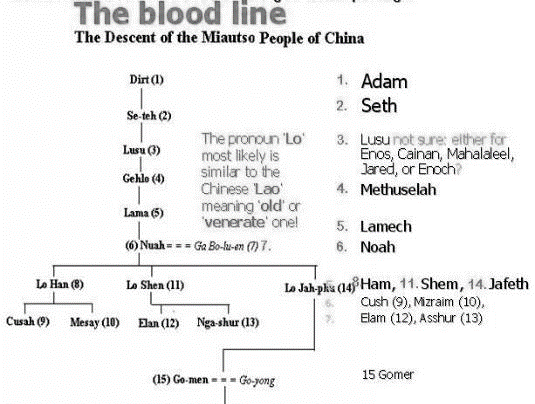 The blood line
The Descent of the Miautso People of China
Dirt (1)
Se-teh (2)
Lusu (3)
Gehlo (4)
Lama (5)
(6) Nuah = = = Ga Bo-lu-en (7) 7.
The pronoun 'Lo'
most likely is
similar to the
Chinese 'Lao'
meaning 'old' or
'venerate' one!
1. Adam
2. Seth
3. Lusu not sure: either for
Enos, Cainan, Mahalaleel,
Jared, or Enoch?
4. Methuselah
5. Lamech
6. Noah
Lo Han (8) Lo Shen (11) Lo Jah-phu (14)
Cusah (9) Mesay (10) Elan (12) Nga-shur (13)
8 Ham, 11. Shem, 14. Jafeth
6. Cush (9), Mizraim (10),
7. Elam (12), Asshur (13)
(15) Go-men = = = Go-yong
15 Gomer